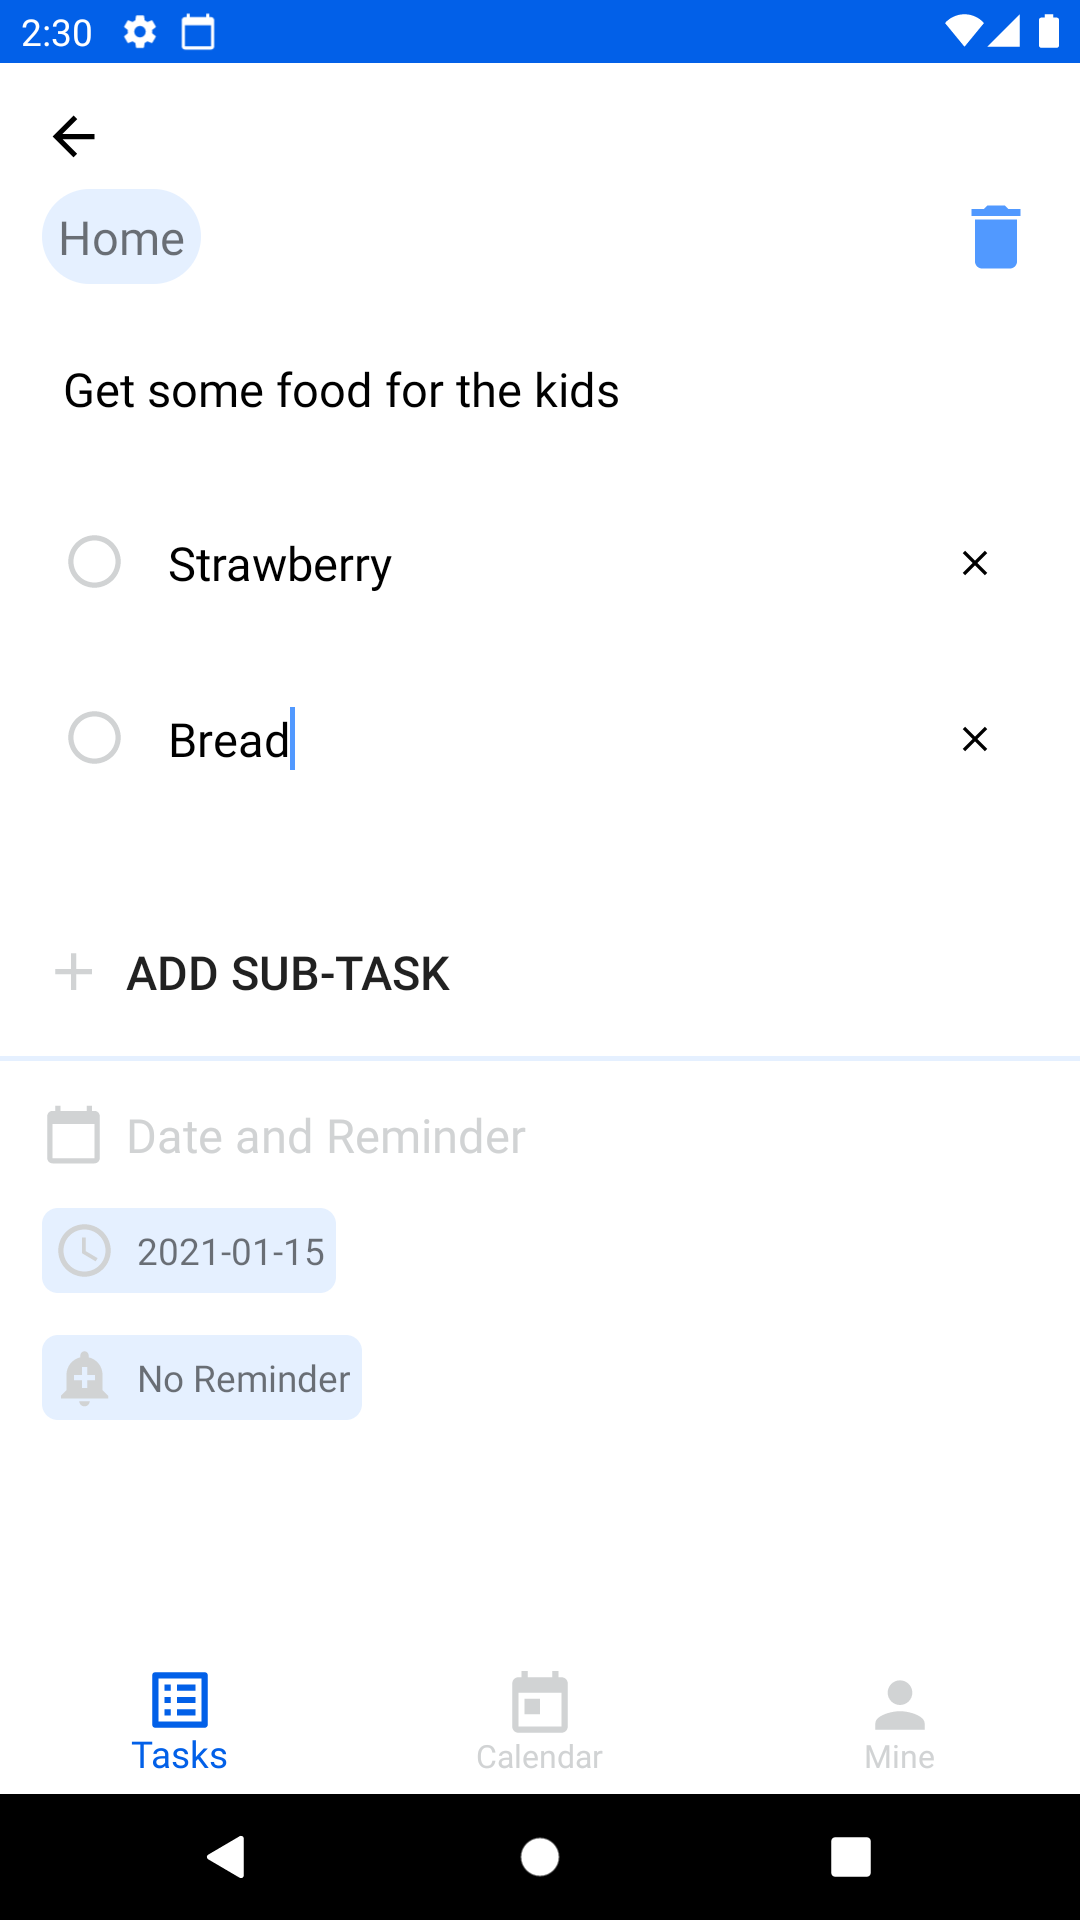 2:30
Home
Get some food for the kids
Strawberry
Bread
ADD SUB-TASK
Date and Reminder
2021-01-15
No Reminder
Tasks Calendar Mine